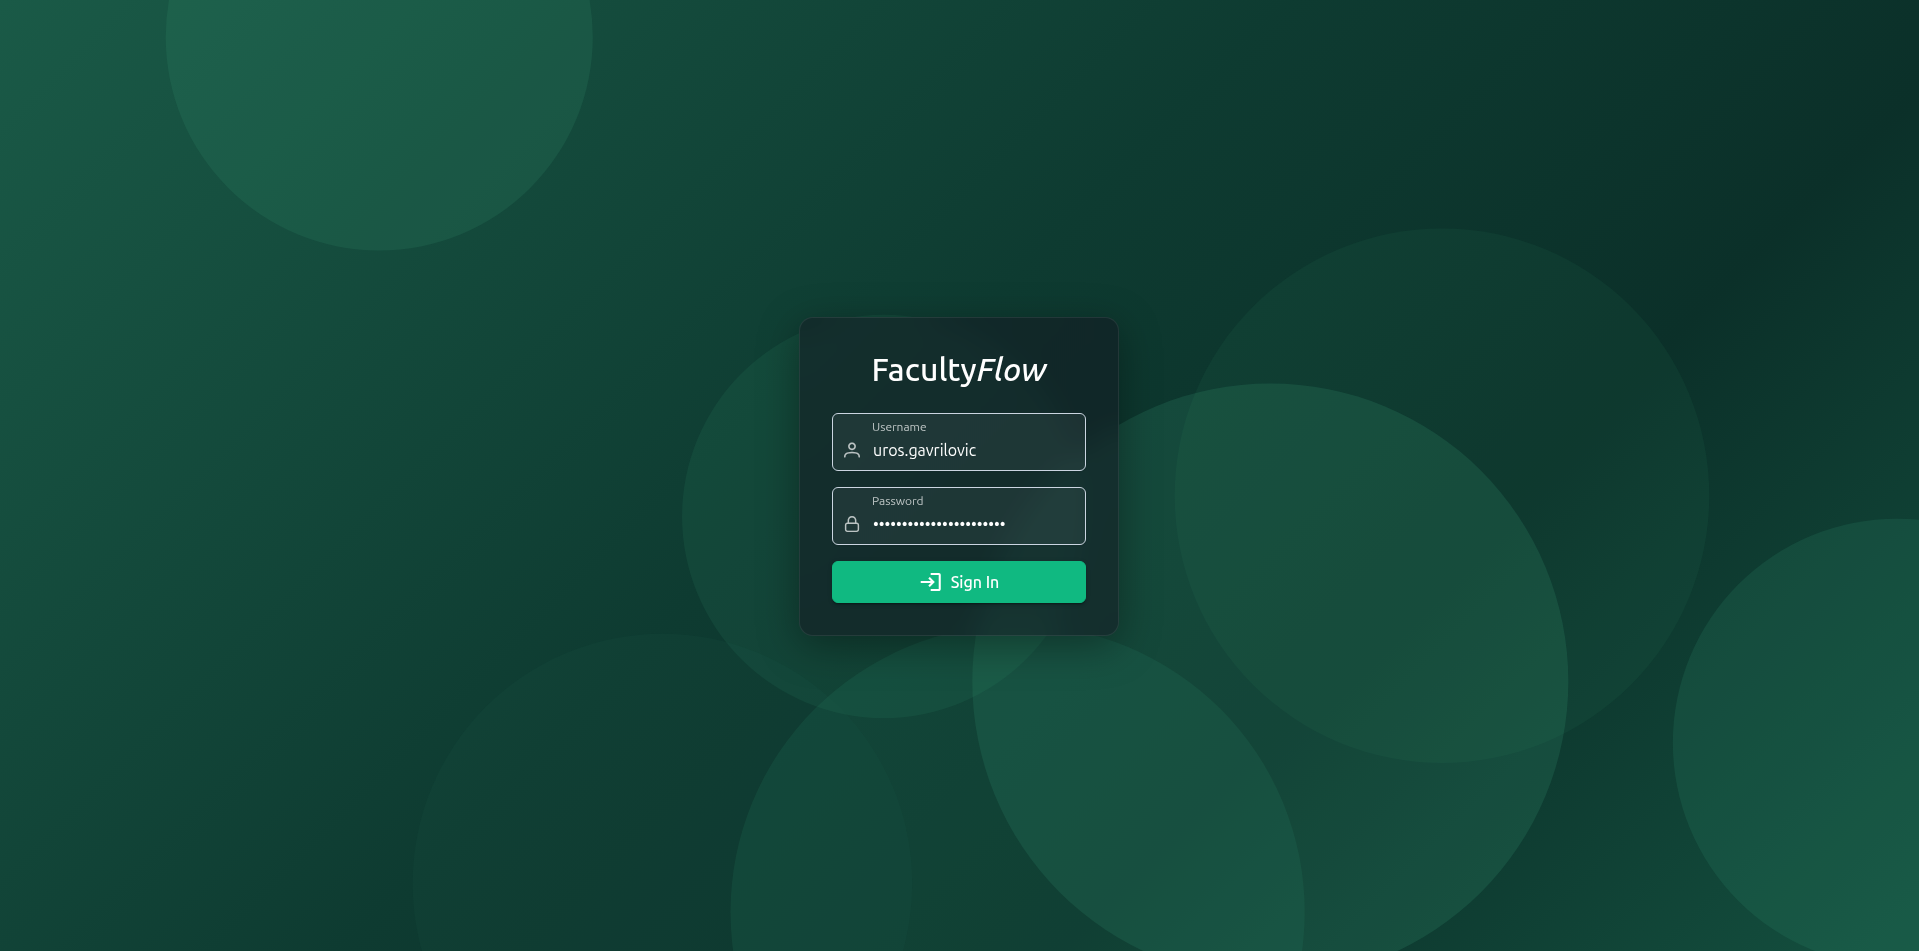 FacultyFlow
Username
uros.gavrilovic
Password
••••••••••••••••••••••••
Sign In